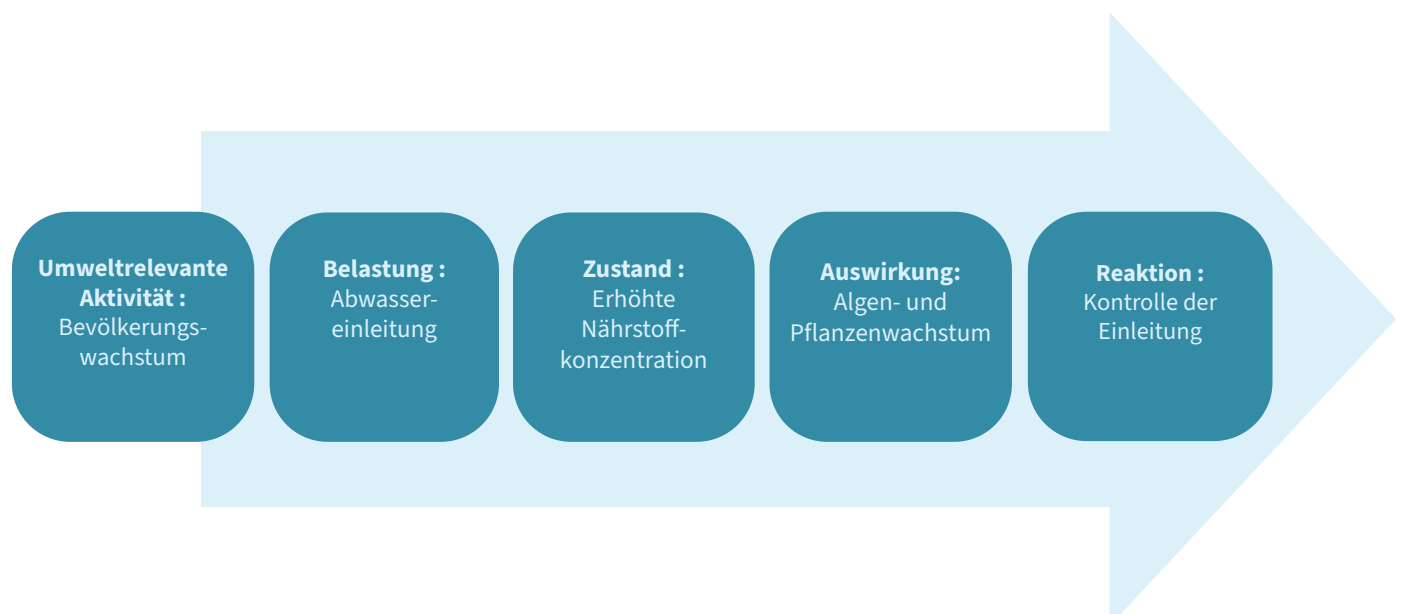 Umweltrelevante
Aktivität :
Bevölkerungs-
wachstum
Belastung :
Abwasser-
einleitung
Zustand :
Erhöhte
Nährstoff-
konzentration
Auswirkung:
Algen- und
Pflanzenwachstum
Reaktion :
Kontrolle der
Einleitung